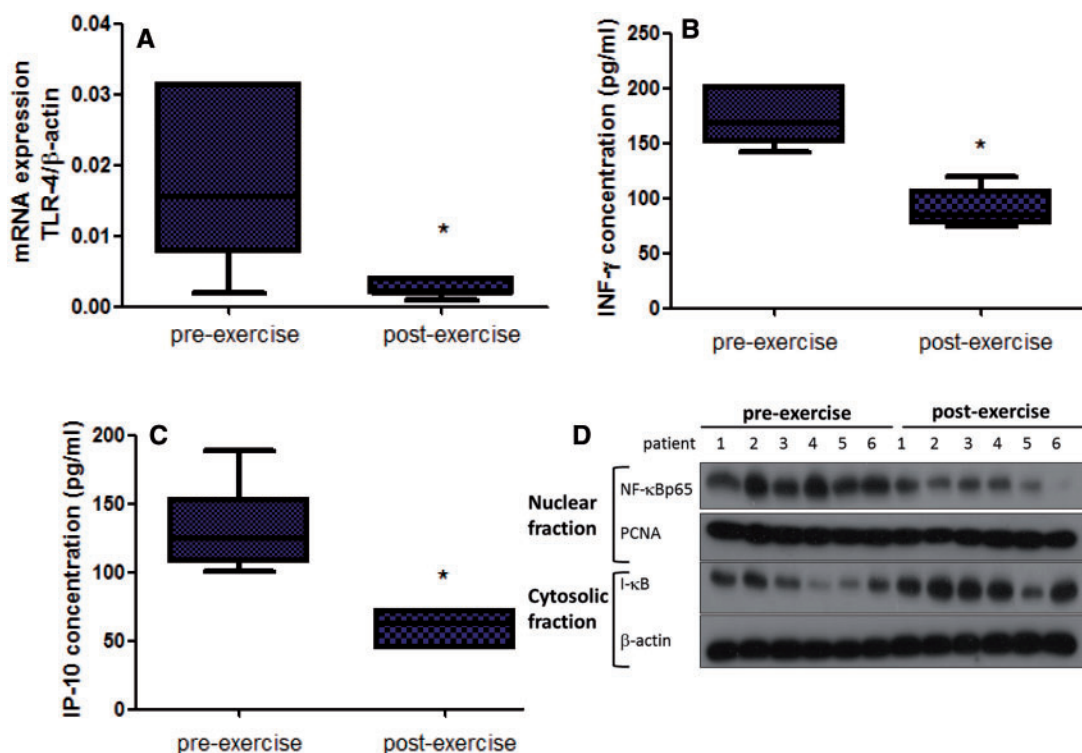 A
mRNA expression
TLR-4/β-actin
0.04
0.03
0.02
0.01
0.00
*
pre-exercise post-exercise
B
INF-γ concentration (pg/ml)
250
200
150
100
50
0
*
pre-exercise post-exercise
C
IP-10 concentration (pg/ml)
200
150
100
50
0
*
pre-exercise post-exercise
D
pre-exercise post-exercise
patient 1 2 3 4 5 6 1 2 3 4 5 6
Nuclear
fraction
NF-κBp65
PCNA
Cytosolic
fraction
I-κB
β-actin